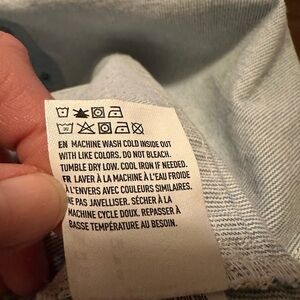 EN MACHINE WASH COLD INSIDE OUT
WITH LIKE COLORS. DO NOT BLEACH.
TUMBLE DRY LOW. COOL IRON IF NEEDED.
FR LAVER À LA MACHINE À L'EAU FROIDE
À L'ENVERS AVEC COULEURS SIMILAIRES.
NE PAS JAVELLISER. SÉCHER À LA
MACHINE CYCLE DOUX. REPASSER À
BASSE TEMPÉRATURE AU BESOIN.